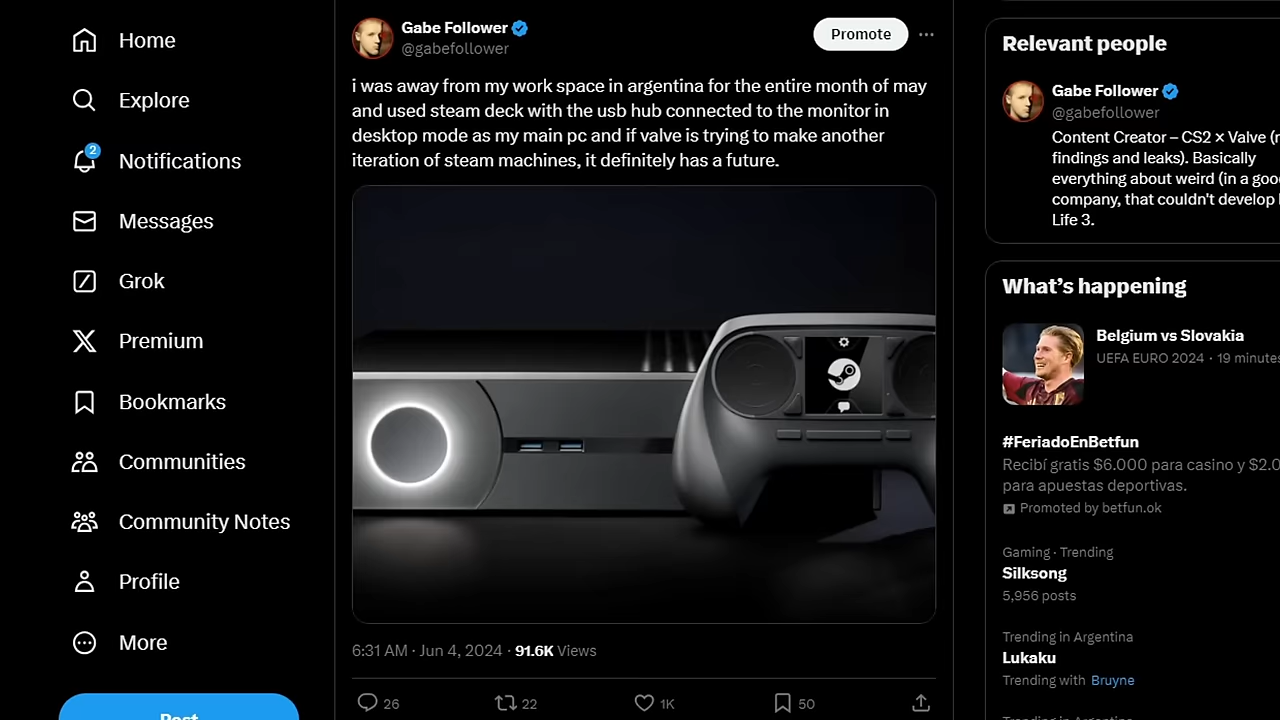 Home
Explore
2
Notifications
Messages
Grok
Premium
Bookmarks
Communities
Community Notes
Profile
More
Post
Gabe Follower
@gabefollower
Promote
i was away from my work space in argentina for the entire month of may
and used steam deck with the usb hub connected to the monitor in
desktop mode as my main pc and if valve is trying to make another
iteration of steam machines, it definitely has a future.
6:31 AM · Jun 4, 2024 · 91.6K Views
26
22
1K
50
Relevant people
Gabe Follower
@gabefollower
Content Creator – CS2 × Valve
findings and leaks). Basically
everything about weird (in a
company, that couldn't develop
Life 3.
What's happening
Belgium vs Slovakia
UEFA EURO 2024 · 19
#FeriadoEnBetfun
Recibí gratis $6.000 para casino y
para apuestas deportivas.
Promoted by betfun.ok
Gaming · Trending
Silksong
5,956 posts
Trending in Argentina
Lukaku
Trending with Bruyne
Trending in Argentina